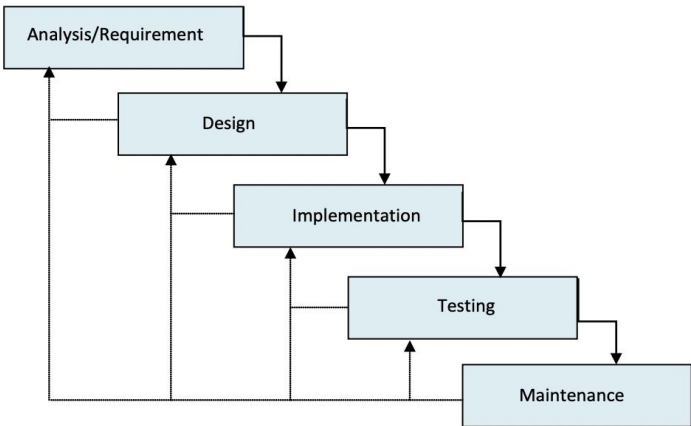 Analysis/Requirement
Design
Implementation
Testing
Maintenance